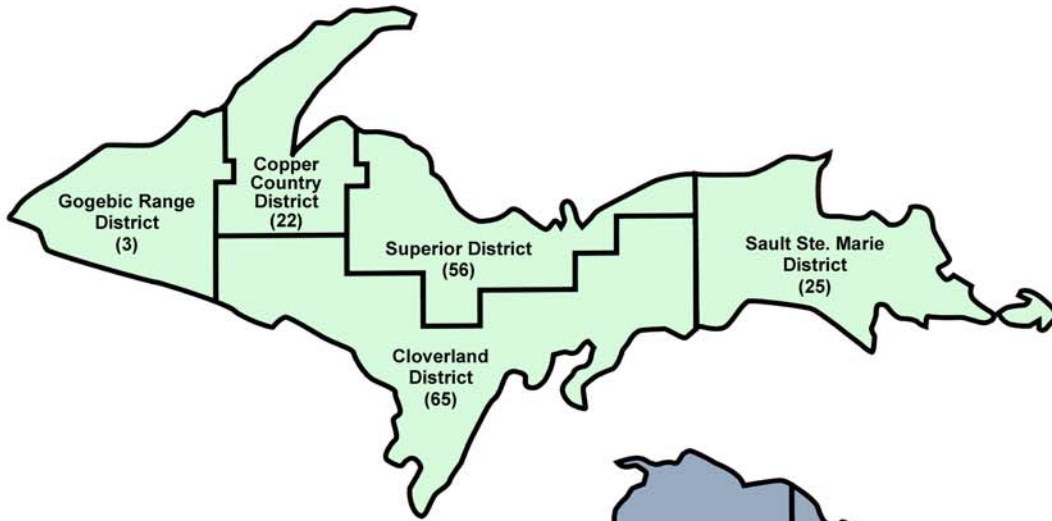 Gogebic Range
District
(3)
Copper
Country
District
(22)
Superior District
(56)
Sault Ste. Marie
District
(25)
Cloverland
District
(65)